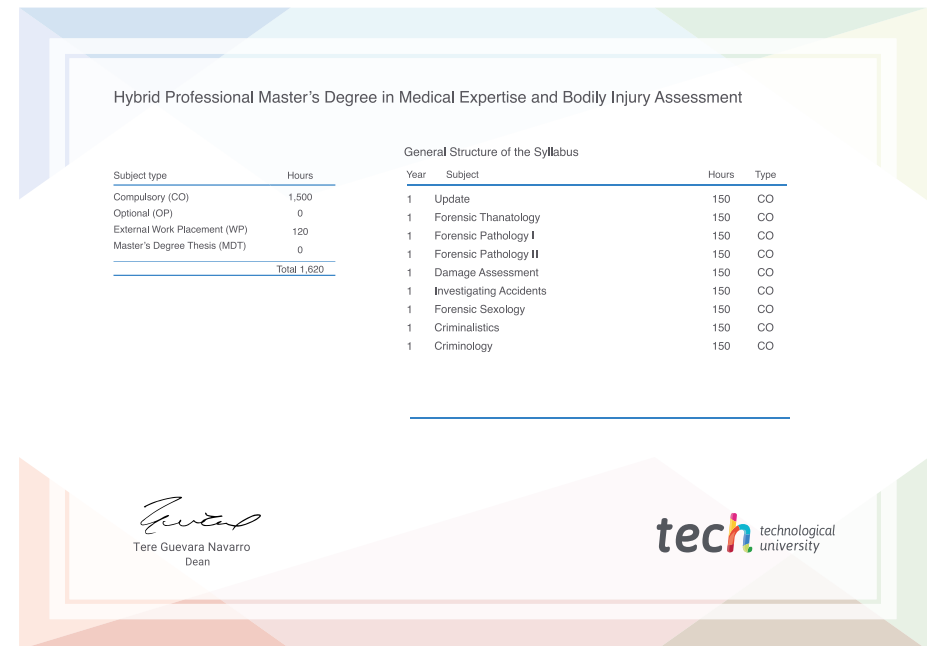 Hybrid Professional Master's Degree in Medical Expertise and Bodily Injury Assessment
Subject type Hours
Compulsory (CO) 1,500
Optional (OP) 0
External Work Placement (WP) 120
Master's Degree Thesis (MDT) 0
Total 1,620
General Structure of the Syllabus
Year Subject Hours Type
1 Update 150 CO
1 Forensic Thanatology 150 CO
1 Forensic Pathology I 150 CO
1 Forensic Pathology II 150 CO
1 Damage Assessment 150 CO
1 Investigating Accidents 150 CO
1 Forensic Sexology 150 CO
1 Criminalistics 150 CO
1 Criminology 150 CO
Tere Guevara Navarro
Dean
tech technological
university